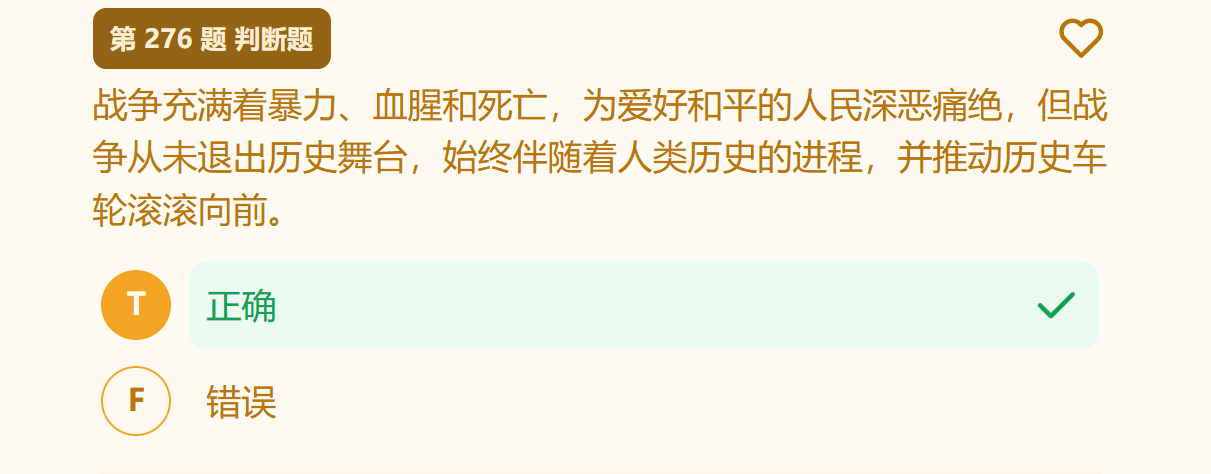 第 276 题 判断题
战争充满着暴力、血腥和死亡，为爱好和平的人民深恶痛绝，但战
争从未退出历史舞台，始终伴随着人类历史的进程，并推动历史车
轮滚滚向前。
T 正确
F 错误